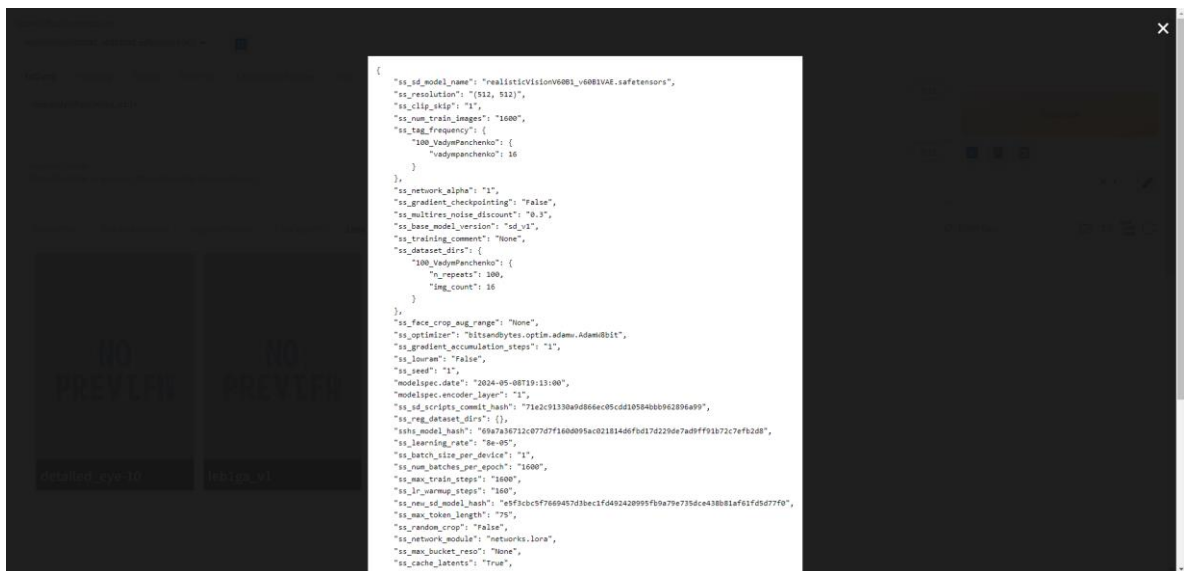 ×
{
"ss_sd_model_name": "realisticVisionV60B1_v60B1VAE.safetensors",
"ss_resolution": "(512, 512)",
"ss_clip_skip": "1",
"ss_num_train_images": "1600",
"ss_tag_frequency": {
"100_VadymPanchenko": {
"vadympanchenko": 16
}
},
"ss_network_alpha": "1",
"ss_gradient_checkpointing": "False",
"ss_multires_noise_discount": "0.3",
"ss_base_model_version": "sd_v1",
"ss_training_comment": "None",
"ss_dataset_dirs": {
"100_VadymPanchenko": {
"n_repeats": 100,
"img_count": 16
}
},
"ss_face_crop_aug_range": "None",
"ss_optimizer": "bitsandbytes.optim.adamw.AdamW8bit",
"ss_gradient_accumulation_steps": "1",
"ss_lowram": "False",
"ss_seed": "1",
"modelspec.date": "2024-05-08T19:13:00",
"modelspec.encoder_layer": "1",
"ss_sd_scripts_commit_hash": "71e2c91330a9d866ec05cdd10584bbb962896a99",
"ss_reg_dataset_dirs": {},
"sshs_model_hash": "69a7a36712c077d7f160d095ac021814d6fbd17d229de7ad9ff91b72c7efb2d8",
"ss_learning_rate": "8e-05",
"ss_batch_size_per_device": "1",
"ss_num_batches_per_epoch": "1600",
"ss_max_train_steps": "1600",
"ss_lr_warmup_steps": "160",
"ss_new_sd_model_hash": "e5f3cbc5f7669457d3bec1fd492420995fb9a79e735dce438b81af61fd5d77f0",
"ss_max_token_length": "75",
"ss_random_crop": "False",
"ss_network_module": "networks.lora",
"ss_max_bucket_reso": "None",
"ss_cache_latents": "True",
NO NO
PREVIEW PREVIEW
detailed_eye-10